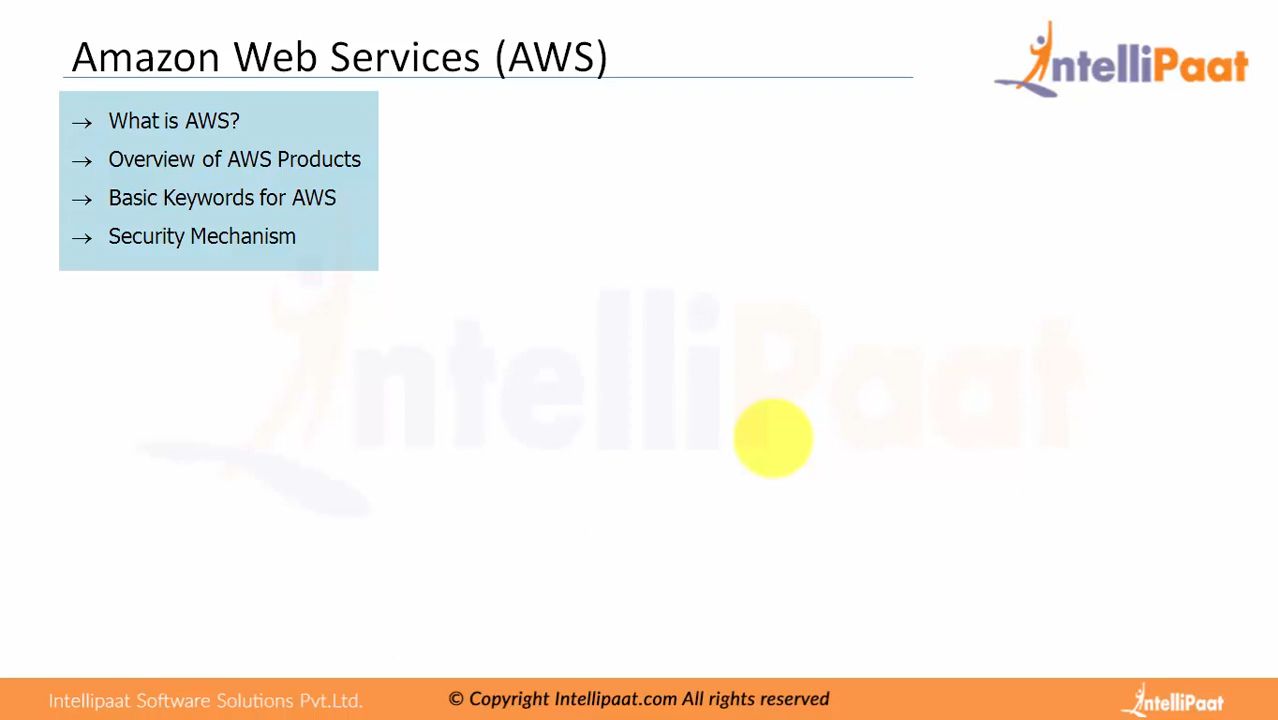 Amazon Web Services (AWS)
IntelliPaat
→ What is AWS?
→ Overview of AWS Products
→ Basic Keywords for AWS
→ Security Mechanism
IntelliPaat
Intellipaat Software Solutions Pvt.Ltd.
© Copyright Intellipaat.com All rights reserved
IntelliPaat